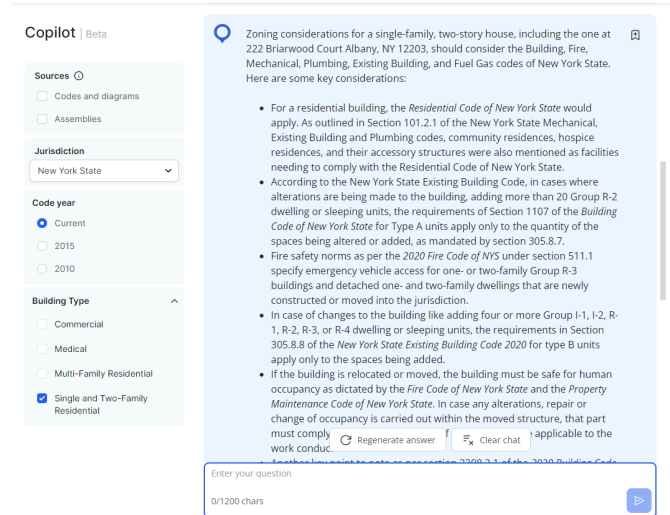 Copilot | Beta
Sources
Codes and diagrams
Assemblies
Jurisdiction
New York State
Code year
Current
2015
2010
Building Type
Commercial
Medical
Multi-Family Residential
Single and Two-Family
Residential
Zoning considerations for a single-family, two-story house, including the one at
222 Briarwood Court Albany, NY 12203, should consider the Building, Fire,
Mechanical, Plumbing, Existing Building, and Fuel Gas codes of New York State.
Here are some key considerations:
• For a residential building, the Residential Code of New York State would
apply. As outlined in Section 101.2.1 of the New York State Mechanical,
Existing Building and Plumbing codes, community residences, hospice
residences, and their accessory structures were also mentioned as facilities
needing to comply with the Residential Code of New York State.
• According to the New York State Existing Building Code, in cases where
alterations are being made to the building, adding more than 20 Group R-2
dwelling or sleeping units, the requirements of Section 1107 of the Building
Code of New York State for Type A units apply only to the quantity of the
spaces being altered or added, as mandated by section 305.8.7.
• Fire safety norms as per the 2020 Fire Code of NYS under section 511.1
specify emergency vehicle access for one- or two-family Group R-3
buildings and detached one- and two-family dwellings that are newly
constructed or moved into the jurisdiction.
• In case of changes to the building like adding four or more Group I-1, I-2, R-
1, R-2, R-3, or R-4 dwelling or sleeping units, the requirements in Section
305.8.8 of the New York State Existing Building Code 2020 for type B units
apply only to the spaces being added.
• If the building is relocated or moved, the building must be safe for human
occupancy as dictated by the Fire Code of New York State and the Property
Maintenance Code of New York State. In case any alterations, repair or
change of occupancy is carried out within the moved structure, that part
must comply applicable to the
work
Regenerate answer
Clear chat
Enter your question
0/1200 chars